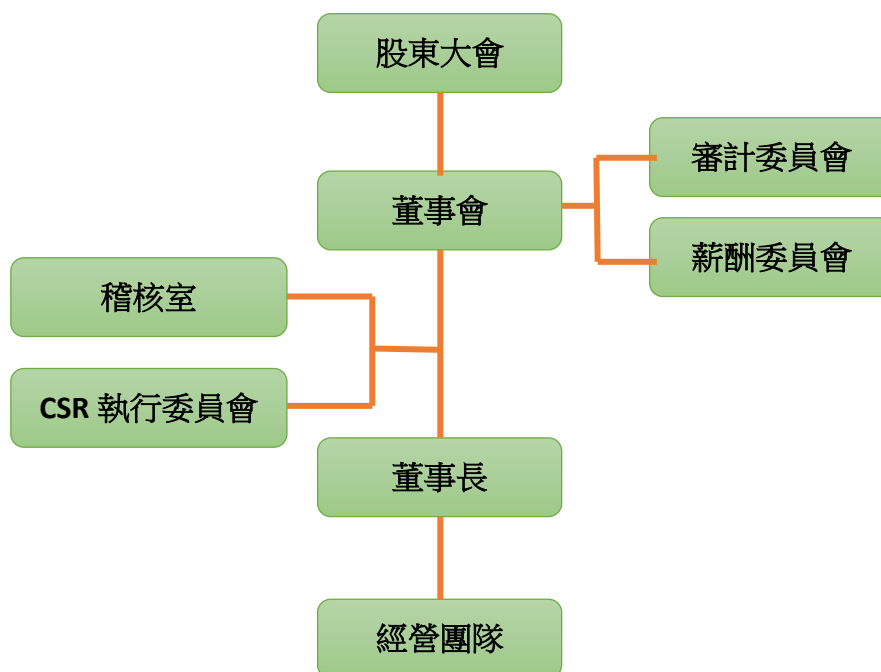 股東大會
審計委員會
董事會
薪酬委員會
稽核室
CSR 執行委員會
董事長
經營團隊